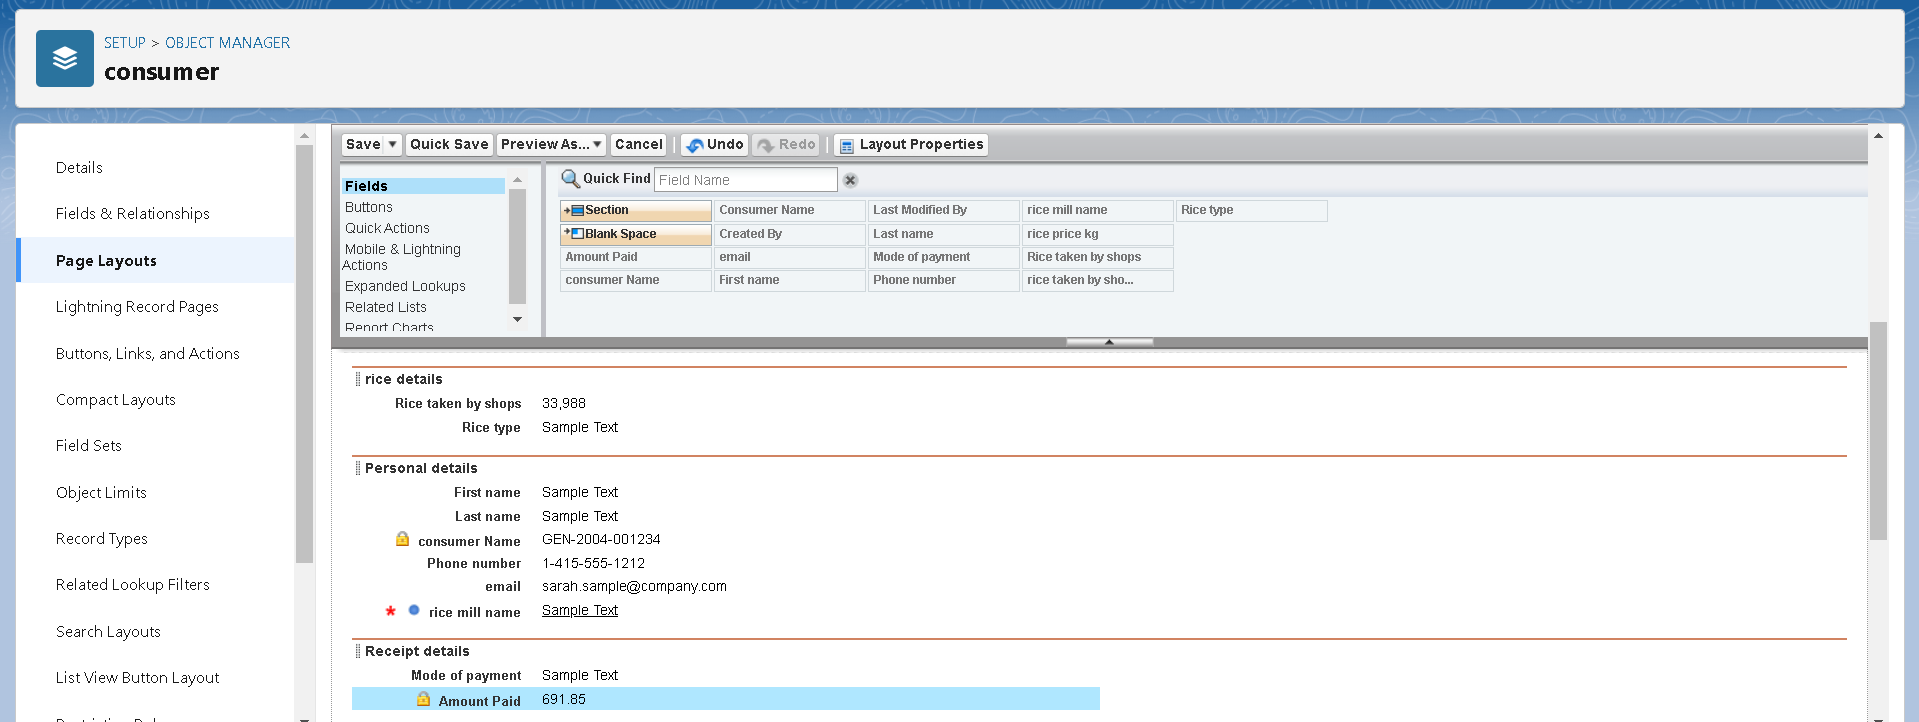 SETUP > OBJECT MANAGER
consumer
Details
Fields & Relationships
Page Layouts
Lightning Record Pages
Buttons, Links, and Actions
Compact Layouts
Field Sets
Object Limits
Record Types
Related Lookup Filters
Search Layouts
List View Button Layout
Save Quick Save Preview As... Cancel Undo Redo Layout Properties
Fields
Buttons
Quick Actions
Mobile & Lightning
Actions
Expanded Lookups
Related Lists
Report Charts
Quick Find Field Name
Section Consumer Name Last Modified By rice mill name Rice type
Blank Space Created By Last name rice price kg
Amount Paid email Mode of payment Rice taken by shops
consumer Name First name Phone number rice taken by sho...
rice details
Rice taken by shops 33,988
Rice type Sample Text
Personal details
First name Sample Text
Last name Sample Text
consumer Name GEN-2004-001234
Phone number 1-415-555-1212
email sarah.sample@company.com
* rice mill name Sample Text
Receipt details
Mode of payment Sample Text
Amount Paid 691.85